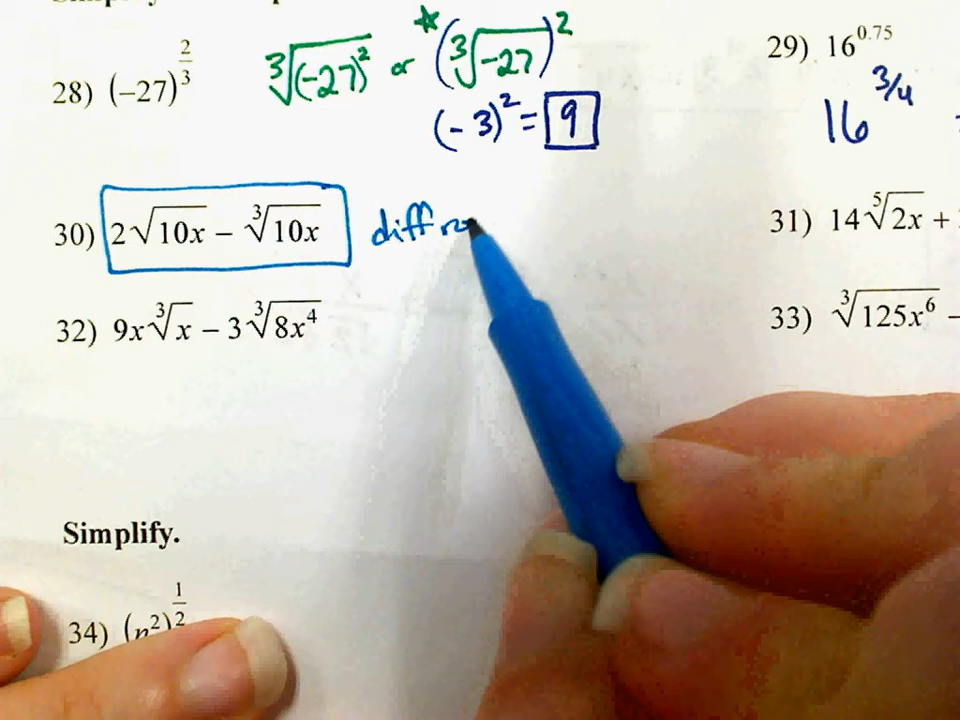 28) (−27)^(2/3) ∛(-27)² or ★(∛-27)² 29) 16^0.75
(-3)² = 9 16^3/4
30) 2√10x − ∛10x diff 31) 14⁵√2x +
32) 9x∛x − 3∛8x⁴ 33) ∛125x⁶ −
Simplify.
34) (n²)^(1/2)